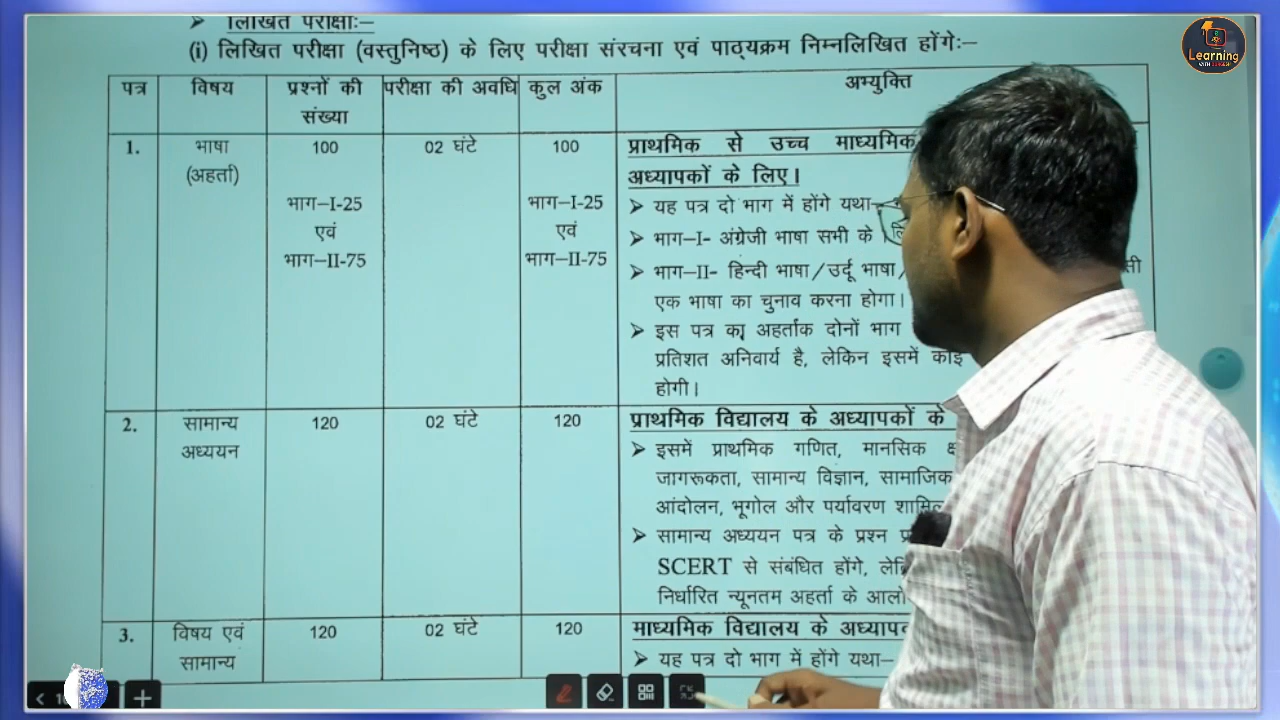 लिखित परीक्षाः–
(i) लिखित परीक्षा (वस्तुनिष्ठ) के लिए परीक्षा संरचना एवं पाठ्यक्रम निम्नलिखित होंगेः–
Learning
पत्र विषय प्रश्नों की संख्या परीक्षा की अवधि कुल अंक अभ्युक्ति
1. भाषा (अहर्ता) 100 02 घंटे 100
भाग–I-25 एवं भाग–II-75
भाग–I-25 एवं भाग–II-75
प्राथमिक से उच्च माध्यमिक
अध्यापकों के लिए।
➤ यह पत्र दो भाग में होंगे यथा–
➤ भाग–I- अंग्रेजी भाषा सभी के
➤ भाग–II- हिन्दी भाषा/उर्दू भाषा/ सी
एक भाषा का चुनाव करना होगा।
➤ इस पत्र का अहर्तांक दोनों भाग
प्रतिशत अनिवार्य है, लेकिन इसमें कोई
होगी।
2. सामान्य अध्ययन 120 02 घंटे 120
प्राथमिक विद्यालय के अध्यापकों के
➤ इसमें प्राथमिक गणित, मानसिक
जागरूकता, सामान्य विज्ञान, सामाजिक
आंदोलन, भूगोल और पर्यावरण
➤ सामान्य अध्ययन पत्र के प्रश्न
SCERT से संबंधित होंगे,
निर्धारित न्यूनतम अहर्ता के
3. विषय एवं सामान्य 120 02 घंटे 120
माध्यमिक विद्यालय के
➤ यह पत्र दो भाग में होंगे यथा–